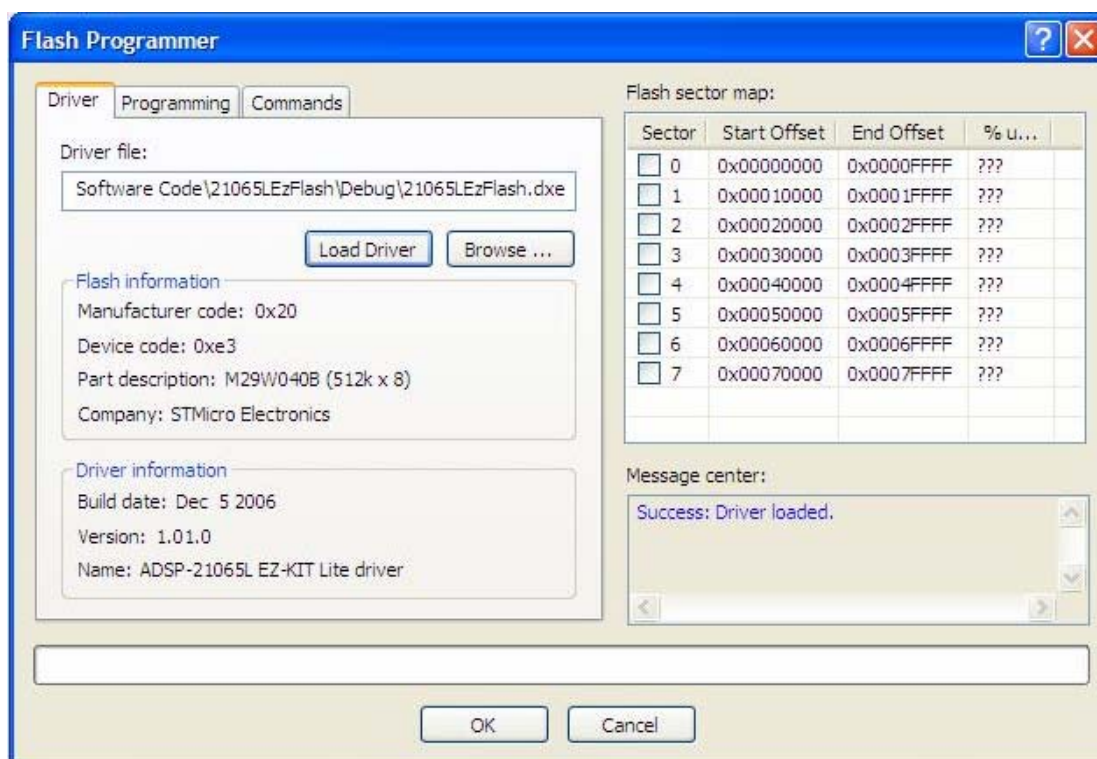 Flash Programmer
Driver Programming Commands
Driver file:
Software Code\21065LEzFlash\Debug\21065LEzFlash.dxe
Load Driver Browse ...
Flash information
Manufacturer code: 0x20
Device code: 0xe3
Part description: M29W040B (512k x 8)
Company: STMicro Electronics
Driver information
Build date: Dec 5 2006
Version: 1.01.0
Name: ADSP-21065L EZ-KIT Lite driver
Flash sector map:
Sector Start Offset End Offset % u...
0 0x00000000 0x0000FFFF ???
1 0x00010000 0x0001FFFF ???
2 0x00020000 0x0002FFFF ???
3 0x00030000 0x0003FFFF ???
4 0x00040000 0x0004FFFF ???
5 0x00050000 0x0005FFFF ???
6 0x00060000 0x0006FFFF ???
7 0x00070000 0x0007FFFF ???
Message center:
Success: Driver loaded.
OK Cancel